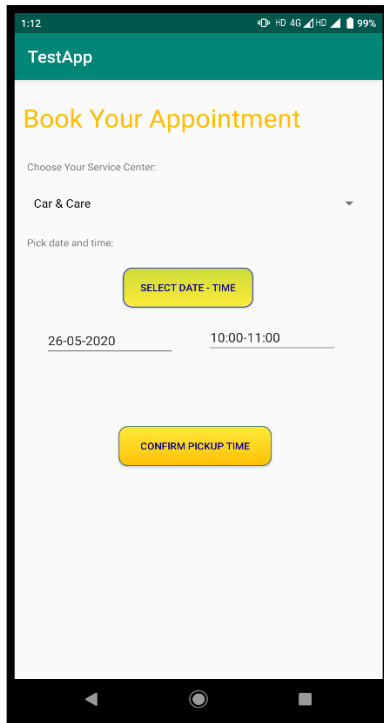 1:12 HD 4G HD 99%
TestApp
Book Your Appointment
Choose Your Service Center:
Car & Care
Pick date and time:
SELECT DATE - TIME
26-05-2020 10:00-11:00
CONFIRM PICKUP TIME